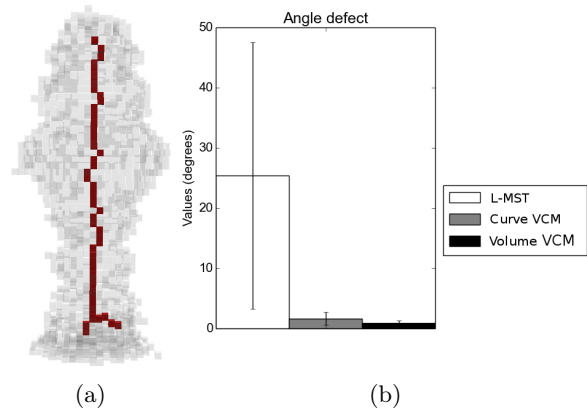 Angle defect
50
40
30
20
10
0
Values (degrees)
L-MST
Curve VCM
Volume VCM
(a)
(b)